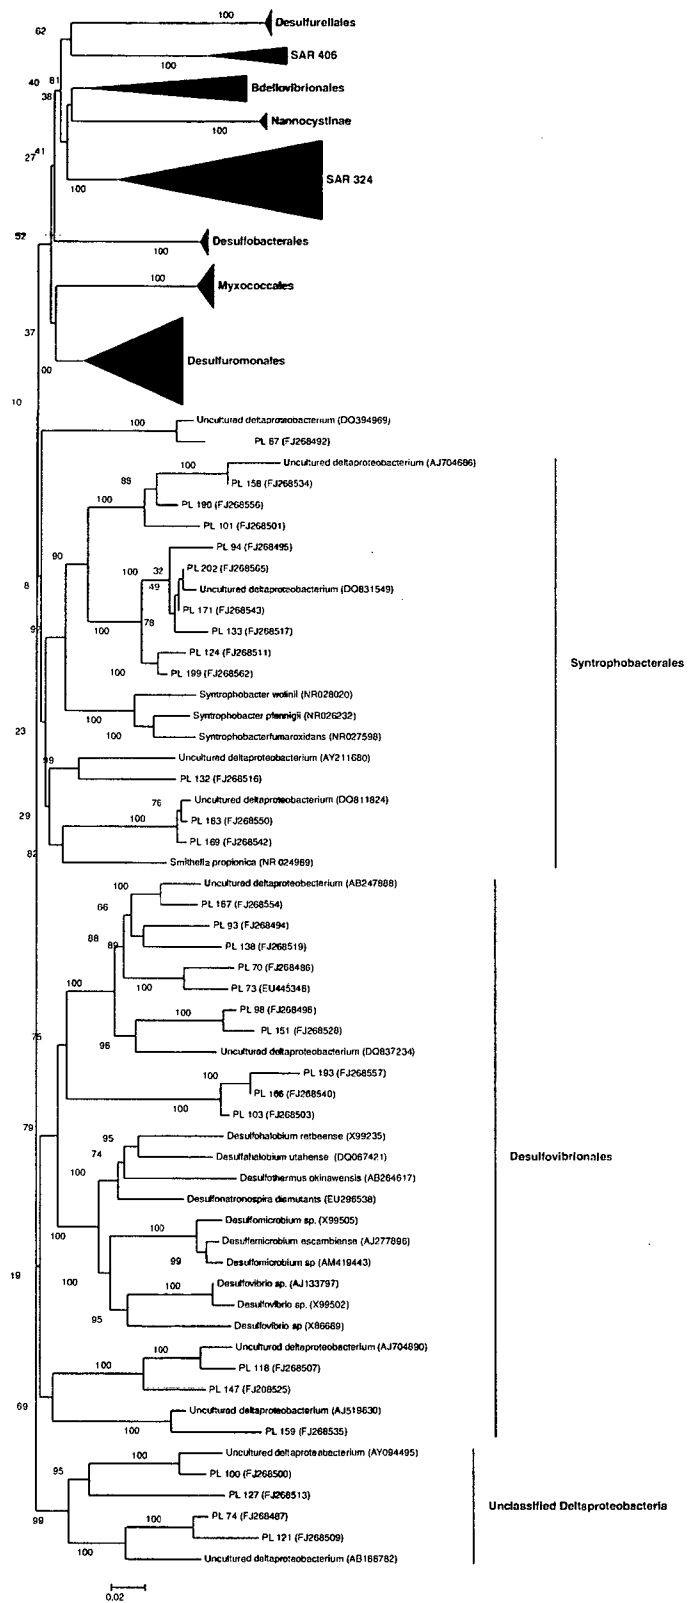 100
Desulfurellales
62
SAR 406
100
40
81
Bdellovibrionales
38
Nannocystinae
100
27
41
SAR 324
100
52
Desulfobacterales
100
100
Myxococcales
37
Desulfuromonales
00
10
100
Uncultured deltaproteobacterium (DQ394969)
PL 67 (FJ268492)
100
Uncultured deltaproteobacterium (AJ704686)
89
PL 158 (FJ268534)
100
PL 190 (FJ268556)
PL 101 (FJ268501)
90
PL 94 (FJ268495)
100
32
PL 202 (FJ268565)
8
49
Uncultured deltaproteobacterium (DQ831549)
PL 171 (FJ268543)
78
100
PL 133 (FJ268517)
PL 124 (FJ268511)
Syntrophobacterales
100
PL 199 (FJ268562)
Syntrophobacter wolinii (NR028020)
100
Syntrophobacter pfennigii (NR026232)
23
100
Syntrophobacterfumaroxidans (NR027598)
99
Uncultured deltaproteobacterium (AY211680)
PL 132 (FJ268516)
76
Uncultured deltaproteobacterium (DQ811824)
29
100
PL 183 (FJ268550)
PL 169 (FJ268542)
82
Smithella propionica (NR 024989)
100
Uncultured deltaproteobecterium (AB247888)
66
PL 167 (FJ268554)
PL 93 (FJ268494)
88
89
PL 138 (FJ268519)
PL 70 (FJ268486)
100
100
PL 73 (EU445346)
100
PL 98 (FJ268498)
PL 151 (FJ268528)
96
Uncultured deltaproteobacterium (DQ837234)
100
PL 193 (FJ268557)
PL 166 (FJ268540)
100
PL 103 (FJ268503)
79
95
Desulfohalobium retbaense (X99235)
74
Desulfahalobium utahense (DQ067421)
Desulfovibrionales
100
Desulfothermus okinawensis (AB264617)
Desulfonatronospira dismutants (EU296538)
100
Desulfomicrobium sp. (X99505)
100
Desulfemicrobium escambiense (AJ277896)
99
Desulfomicrobium sp (AM419443)
19
100
100
Desulfovibrio sp. (AJ133797)
Desulfovibrio sp. (X99502)
95
Desulfovibrio sp (X86689)
100
Uncultured deltaproteobacterium (AJ704890)
100
PL 118 (FJ268507)
PL 147 (FJ208525)
69
Uncultured deltaproteobacterium (AJ519630)
100
PL 159 (FJ268535)
100
Uncultured deltaproteabacterium (AY094495)
95
PL 100 (FJ268500)
PL 127 (FJ268513)
Unclassified Deltaproteobacteria
99
100
PL 74 (FJ268487)
PL 121 (FJ268509)
100
Uncultured deltaproteobacterium (AB186782)
0.02